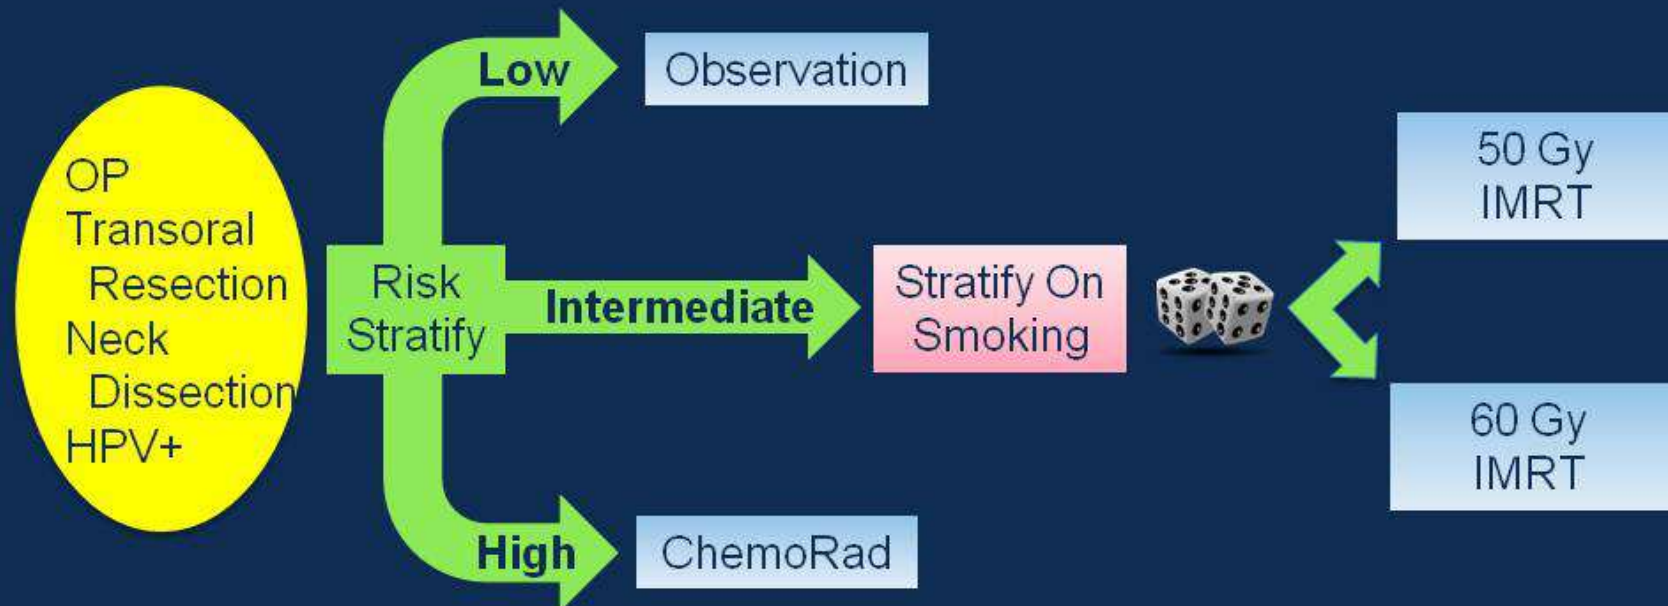 OP
Transoral
Resection
Neck
Dissection
HPV+
Risk
Stratify
Low
Observation
Intermediate
Stratify On
Smoking
50 Gy
IMRT
60 Gy
IMRT
High
ChemoRad